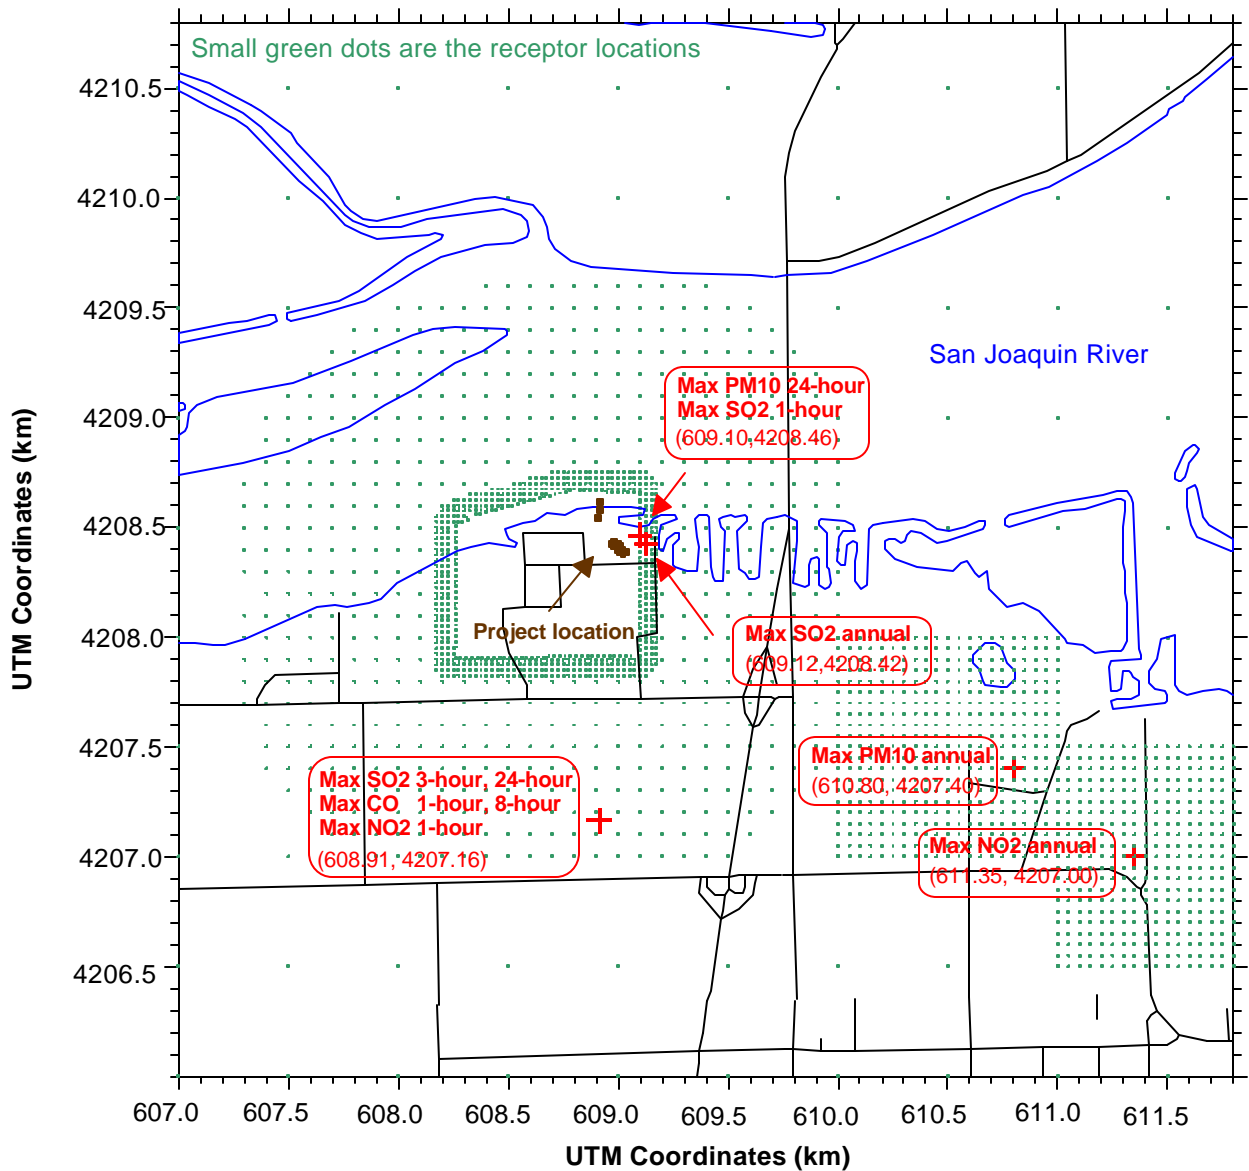 Small green dots are the receptor locations
4210.5
4210.0
4209.5
4209.0
4208.5
4208.0
4207.5
4207.0
4206.5
UTM Coordinates (km)
San Joaquin River
Max PM10 24-hour
Max SO2 1-hour
(609.10,4208.46)
Project location
Max SO2 annual
(609.12,4208.42)
Max PM10 annual
(610.80, 4207.40)
Max SO2 3-hour, 24-hour
Max CO 1-hour, 8-hour
Max NO2 1-hour
(608.91, 4207.16)
Max NO2 annual
(611.35, 4207.00)
607.0 607.5 608.0 608.5 609.0 609.5 610.0 610.5 611.0 611.5
UTM Coordinates (km)